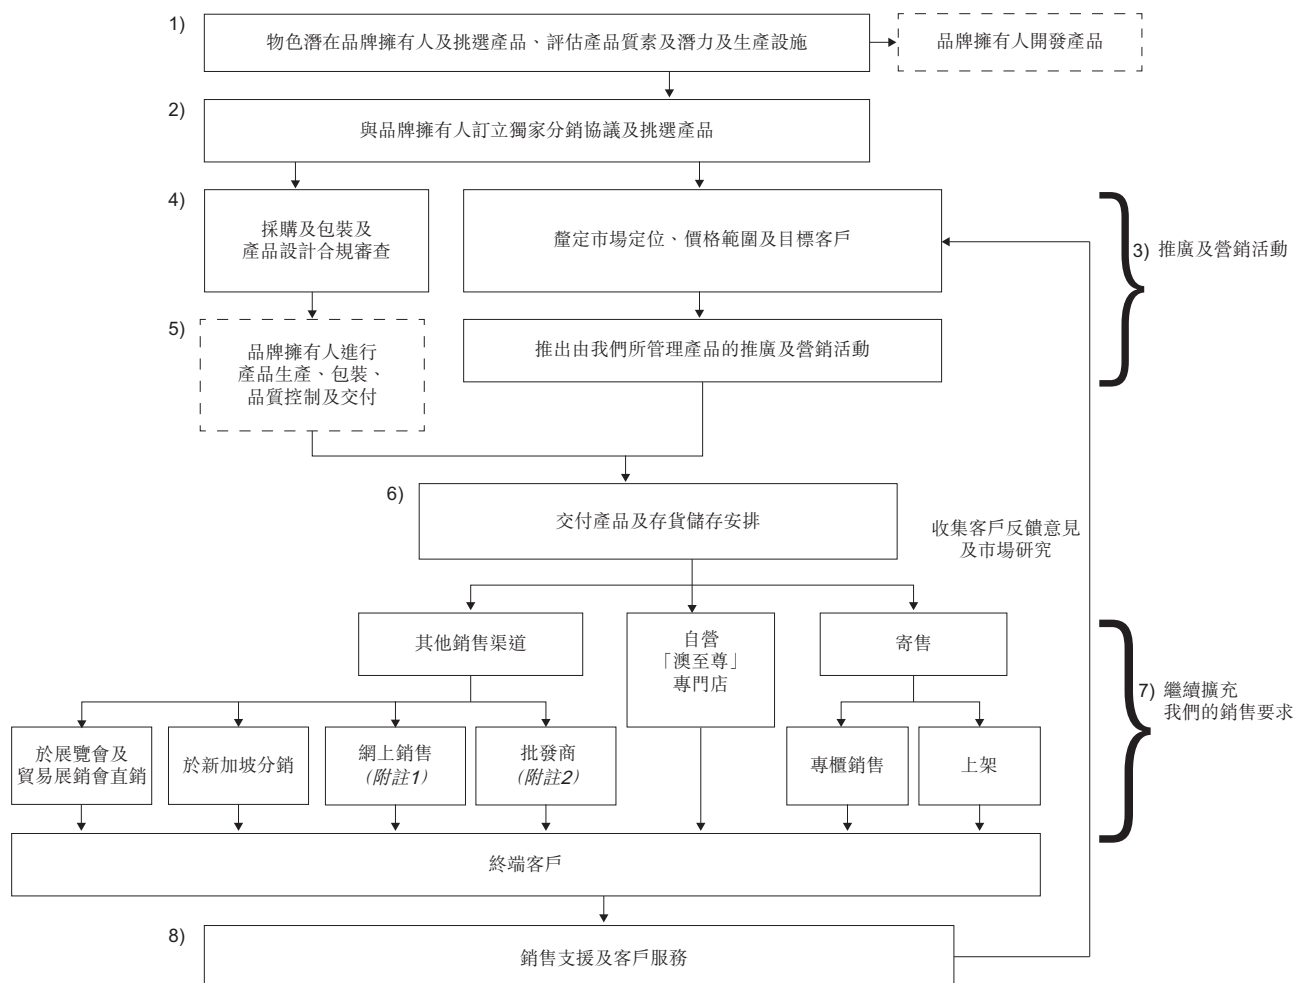 1)
物色潛在品牌擁有人及挑選產品、評估產品質素及潛力及生產設施
品牌擁有人開發產品
2)
與品牌擁有人訂立獨家分銷協議及挑選產品
4)
採購及包裝及
產品設計合規審查
釐定市場定位、價格範圍及目標客戶
3) 推廣及營銷活動
5)
品牌擁有人進行
產品生產、包裝、
品質控制及交付
推出由我們所管理產品的推廣及營銷活動
6)
交付產品及存貨儲存安排
收集客戶反饋意見
及市場研究
其他銷售渠道
自營
「澳至尊」
專門店
寄售
7) 繼續擴充
我們的銷售要求
於展覽會及
貿易展銷會直銷
於新加坡分銷
網上銷售
(附註1)
批發商
(附註2)
專櫃銷售
上架
終端客戶
8)
銷售支援及客戶服務